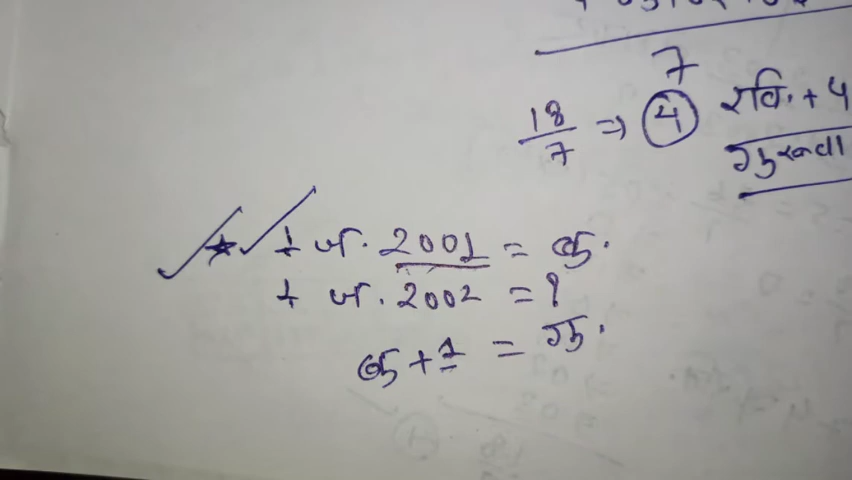 7
18/7 => 4 रवि. + 4
गुरुवार
1 ज. 2001 = बु.
1 ज. 2002 = ?
बु + 1 = गु.